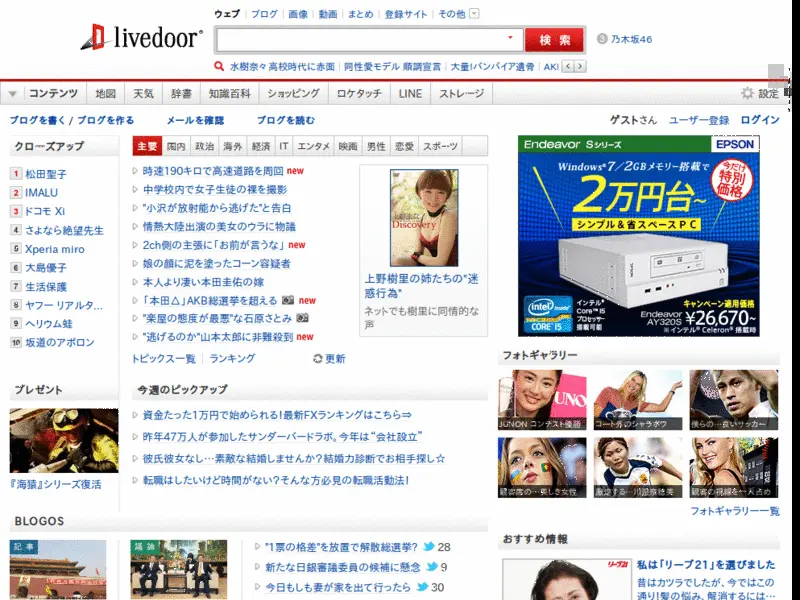 ウェブ ブログ 画像 動画 まとめ 登録サイト その他
livedoor
検索
3 乃木坂46
水樹奈々 高校時代に赤面 同性愛モデル 順調宣言 大量!バンパイア遺骨 AKI
コンテンツ 地図 天気 辞書 知識百科 ショッピング ロケタッチ LINE ストレージ 設定
ブログを書く / ブログを作る メールを確認 ブログを読む
ゲストさん ユーザー登録 ログイン
クローズアップ
1 松田聖子
2 IMALU
3 ドコモ Xi
4 さよなら絶望先生
5 Xperia miro
6 大島優子
7 生活保護
8 ヤフー リアルタ...
9 ヘリウム蛙
10 坂道のアポロン
主要 国内 政治 海外 経済 IT エンタメ 映画 男性 恋愛 スポーツ
時速190キロで高速道路を周回 new
中学校内で女子生徒の裸を撮影
"小沢が放射能から逃げた"と告白
情熱大陸出演の美女のウラに物議
2ch側の主張に「お前が言うな」 new
娘の顔に泥を塗ったコーン容疑者
本人より凄い本田圭佑の嫁
「本田△」AKB総選挙を超える new
"楽屋の態度が最悪"な石原さとみ
"逃げるのか"山本太郎に非難殺到 new
トピックス一覧 ランキング 更新
Discovery
上野樹里の姉たちの"迷
惑行為"
ネットでも樹里に同情的な
声
Endeavor Sシリーズ EPSON
Windows®7/2GBメモリー搭載で
今だけ
特別
価格
2万円台~
シンプル&省スペースPC
intel
inside
CORE i5
インテル®
Core™ i5
プロセッサー
搭載可能
キャンペーン適用価格
Endeavor
AY320S
¥26,670~
※インテル® Celeron® 搭載時
プレゼント
『海猿』シリーズ復活
今週のピックアップ
資金たった1万円で始められる!最新FXランキングはこちら⇒
昨年47万人が参加したサンダーバードラボ。今年は“会社設立”
彼氏彼女なし…素敵な結婚しませんか?結婚力診断でお相手探し☆
転職はしたいけど時間がない?そんな方必見の転職活動法!
フォトギャラリー
JUNON コンテスト優勝
コート外のシャラポワ
僕らの…良いサッカー
観客席の…美しき女性
激走する…川澄奈穂美
観客の視線を一人占め
フォトギャラリー一覧
BLOGOS
記事
議論
"1票の格差"を放置で解散総選挙? 28
新たな日銀審議委員の候補に懸念 9
今日もしも妻が家を出て行ったら 30
おすすめ情報
リーブ21
私は「リーブ21」を選びました
昔はカツラでしたが、今ではこの
通り!髪の悩み、解消するには…